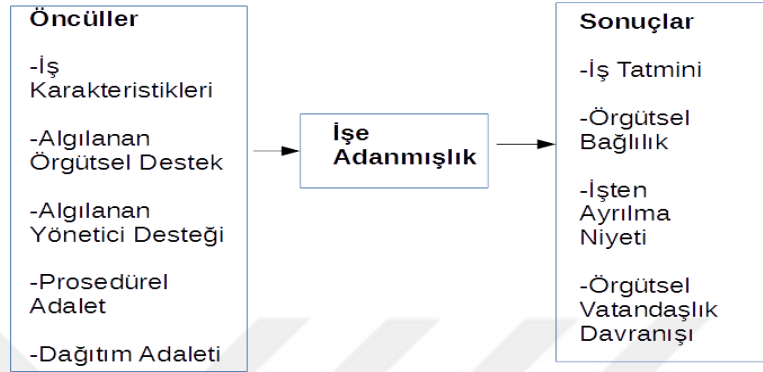 Öncüller
-İş
Karakteristikleri
-Algılanan
Örgütsel Destek
-Algılanan
Yönetici Desteği
-Prosedürel
Adalet
-Dağıtım Adaleti
İşe
Adanmışlık
Sonuçlar
-İş Tatmini
-Örgütsel
Bağlılık
-İşten
Ayrılma
Niyeti
-Örgütsel
Vatandaşlık
Davranışı